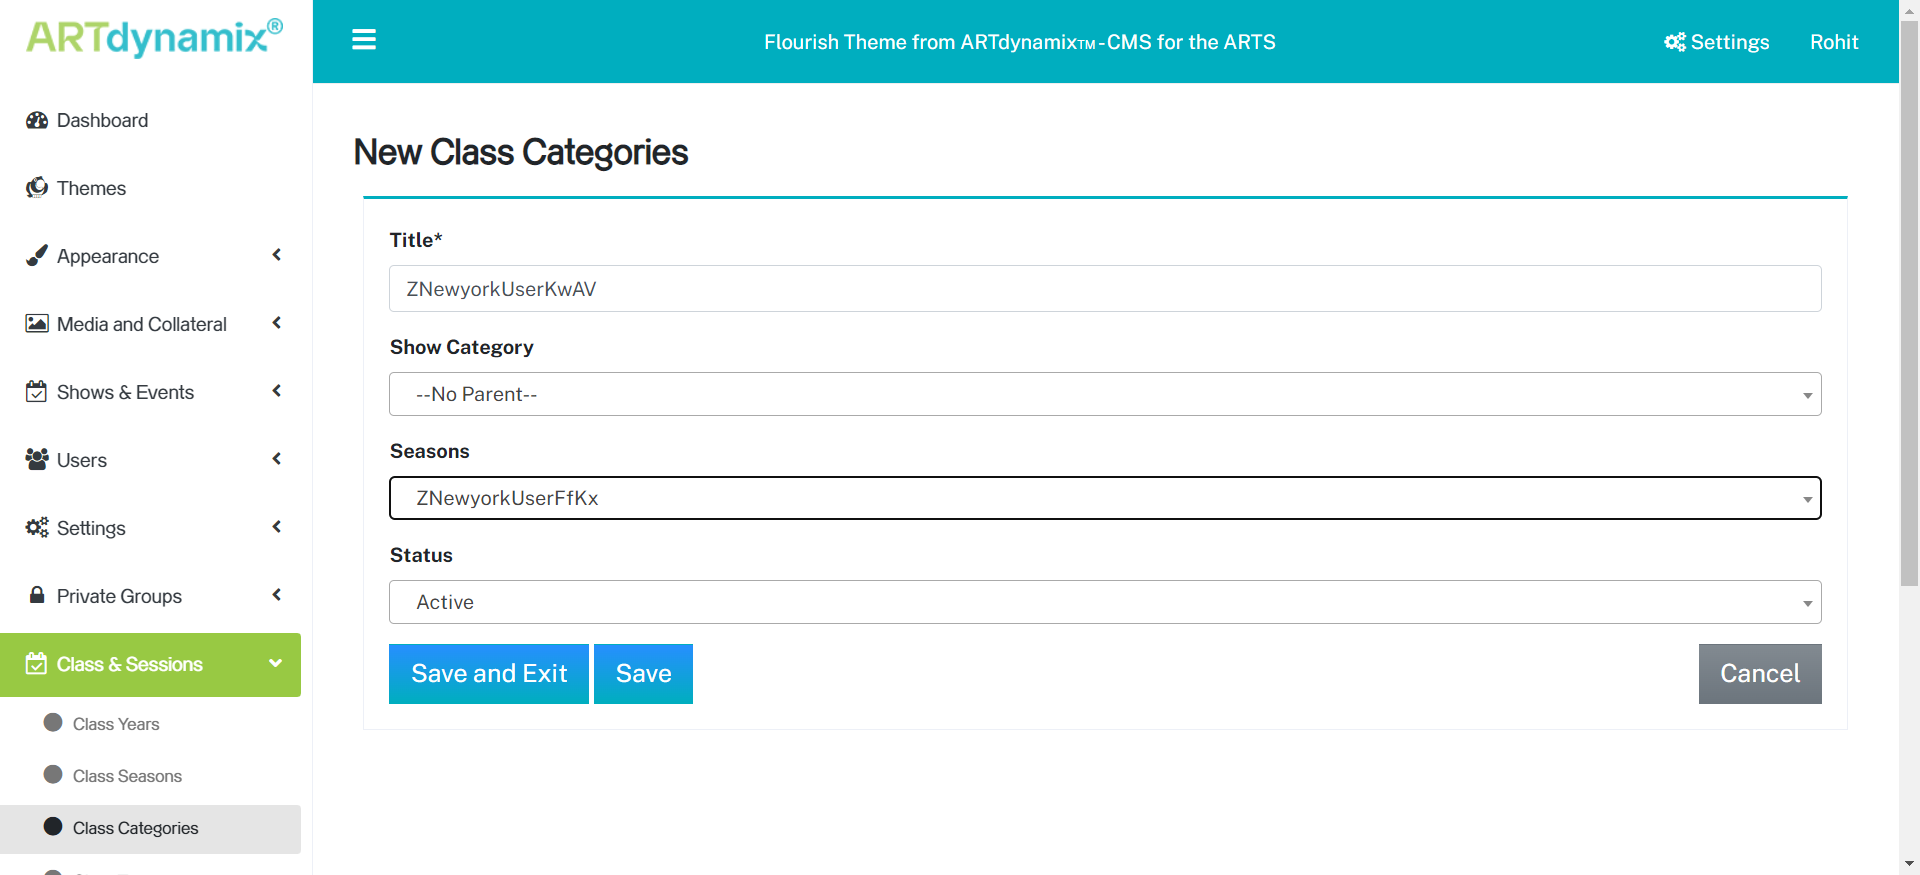 ARTdynamix®
Flourish Theme from ARTdynamix™-CMS for the ARTS
Settings
Rohit
Dashboard
Themes
Appearance
Media and Collateral
Shows & Events
Users
Settings
Private Groups
Class & Sessions
Class Years
Class Seasons
Class Categories
New Class Categories
Title*
ZNewyorkUserKwAV
Show Category
--No Parent--
Seasons
ZNewyorkUserFfKx
Status
Active
Save and Exit
Save
Cancel